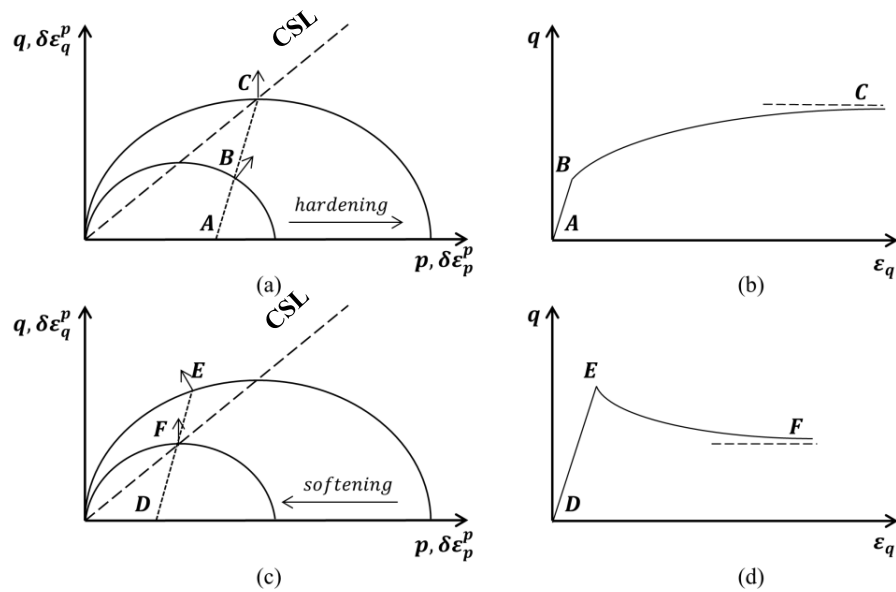 q, δε_q^p
CSL
C
B
A
hardening
p, δε_p^p
(a)
q
C
B
A
ε_q
(b)
q, δε_q^p
CSL
E
F
D
softening
p, δε_p^p
(c)
q
E
F
D
ε_q
(d)